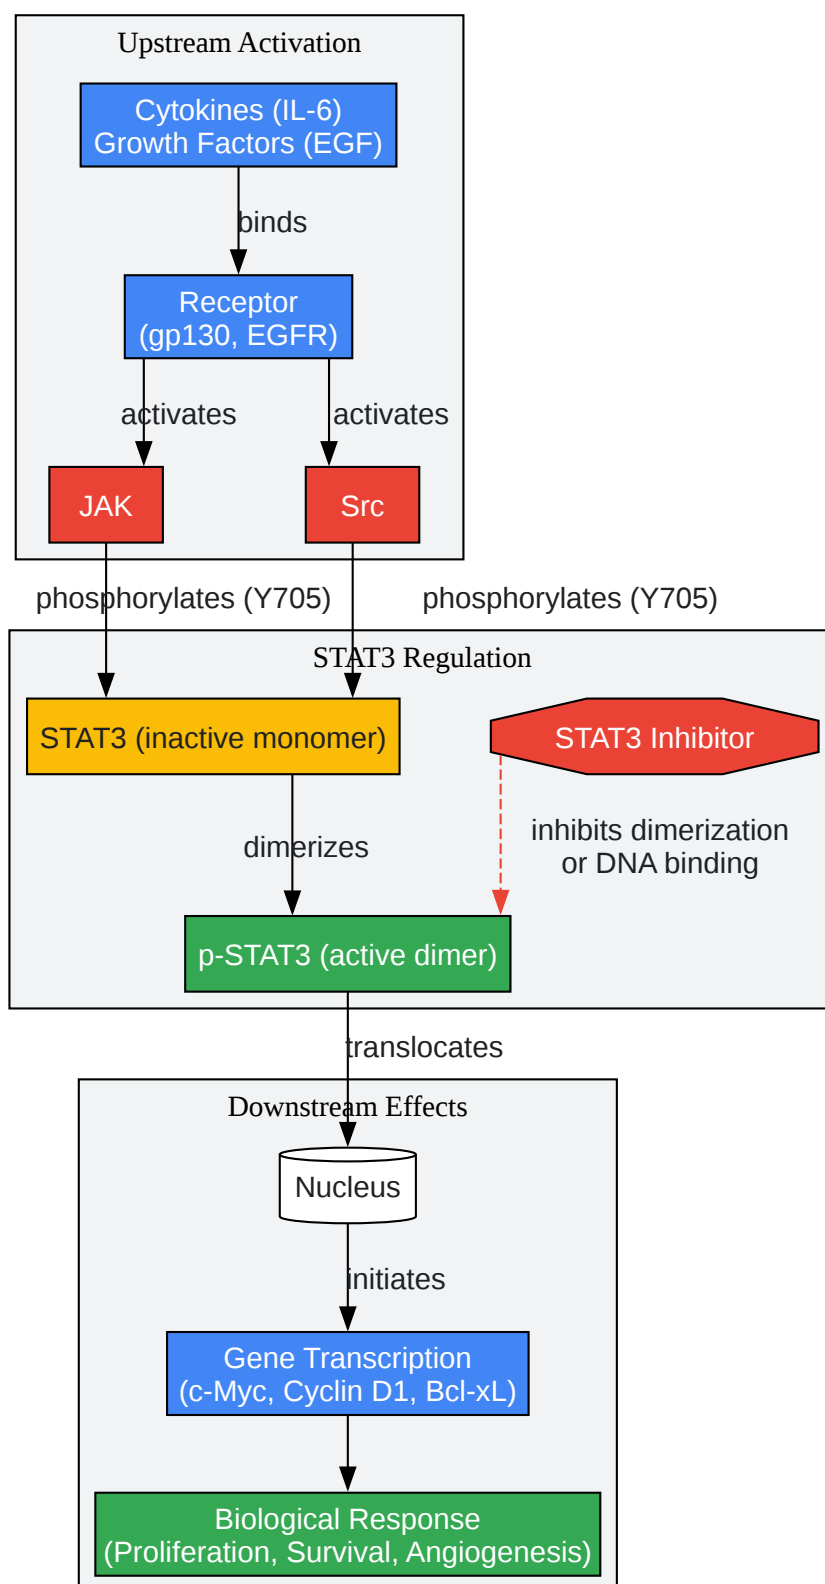 Upstream Activation
Cytokines (IL-6)
Growth Factors (EGF)
binds
Receptor
(gp130, EGFR)
activates
activates
JAK
Src
phosphorylates (Y705)
phosphorylates (Y705)
STAT3 Regulation
STAT3 (inactive monomer)
STAT3 Inhibitor
dimerizes
inhibits dimerization
or DNA binding
p-STAT3 (active dimer)
translocates
Downstream Effects
Nucleus
initiates
Gene Transcription
(c-Myc, Cyclin D1, Bcl-xL)
Biological Response
(Proliferation, Survival, Angiogenesis)